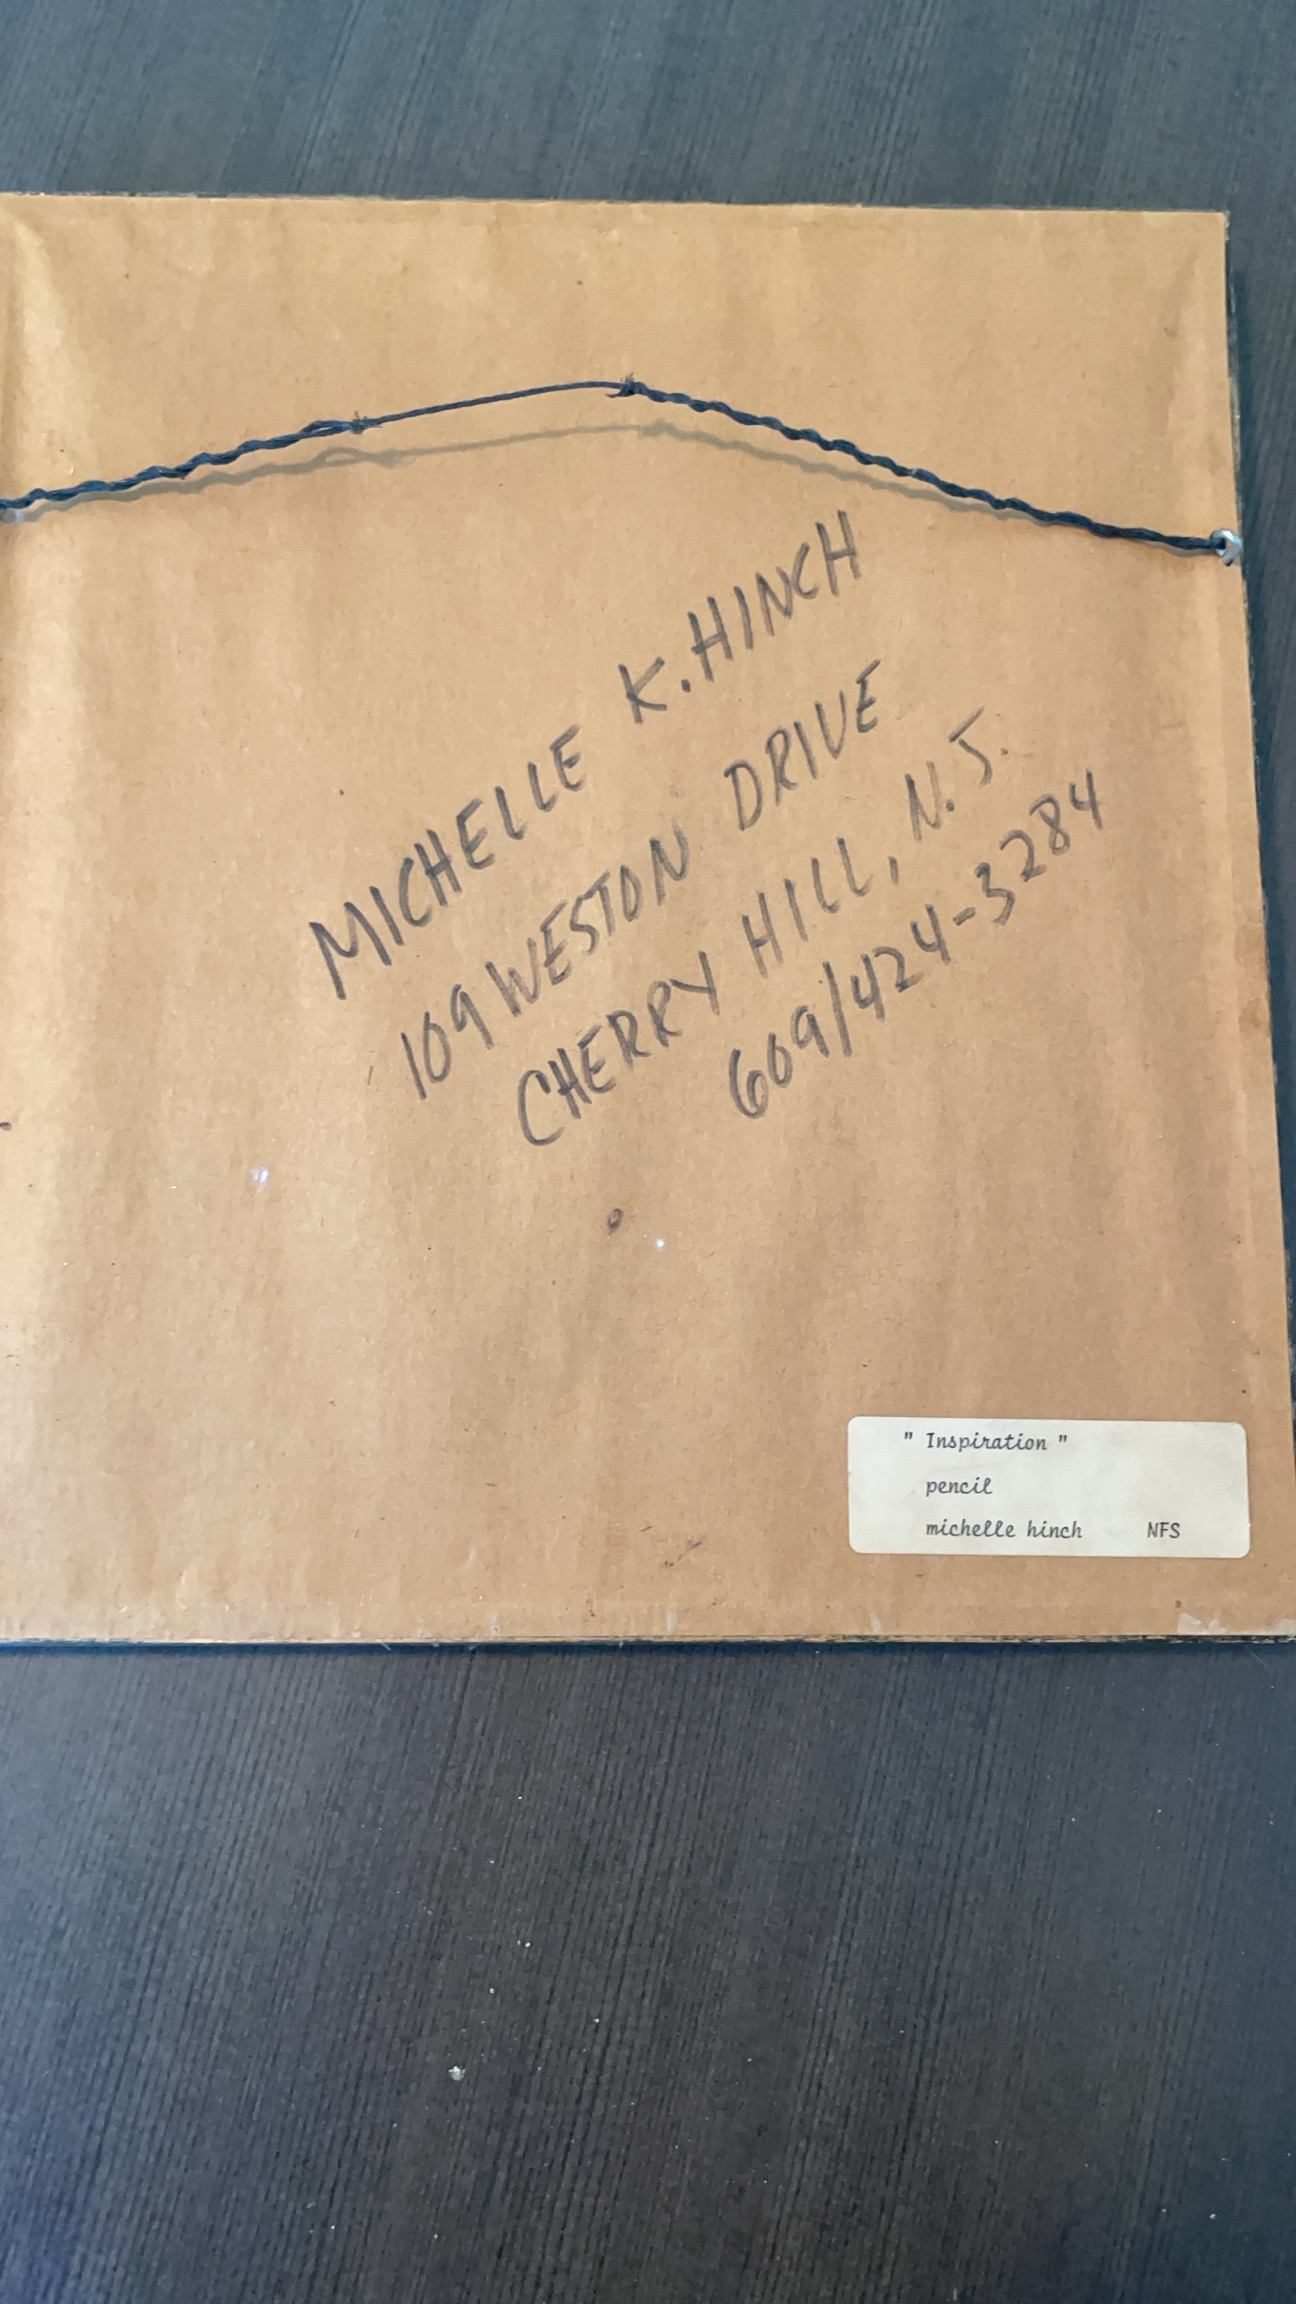 MICHELLE K. HINCH
109 WESTON DRIVE
CHERRY HILL, N.J.
609/424-3284
" Inspiration "
pencil
michelle hinch NFS